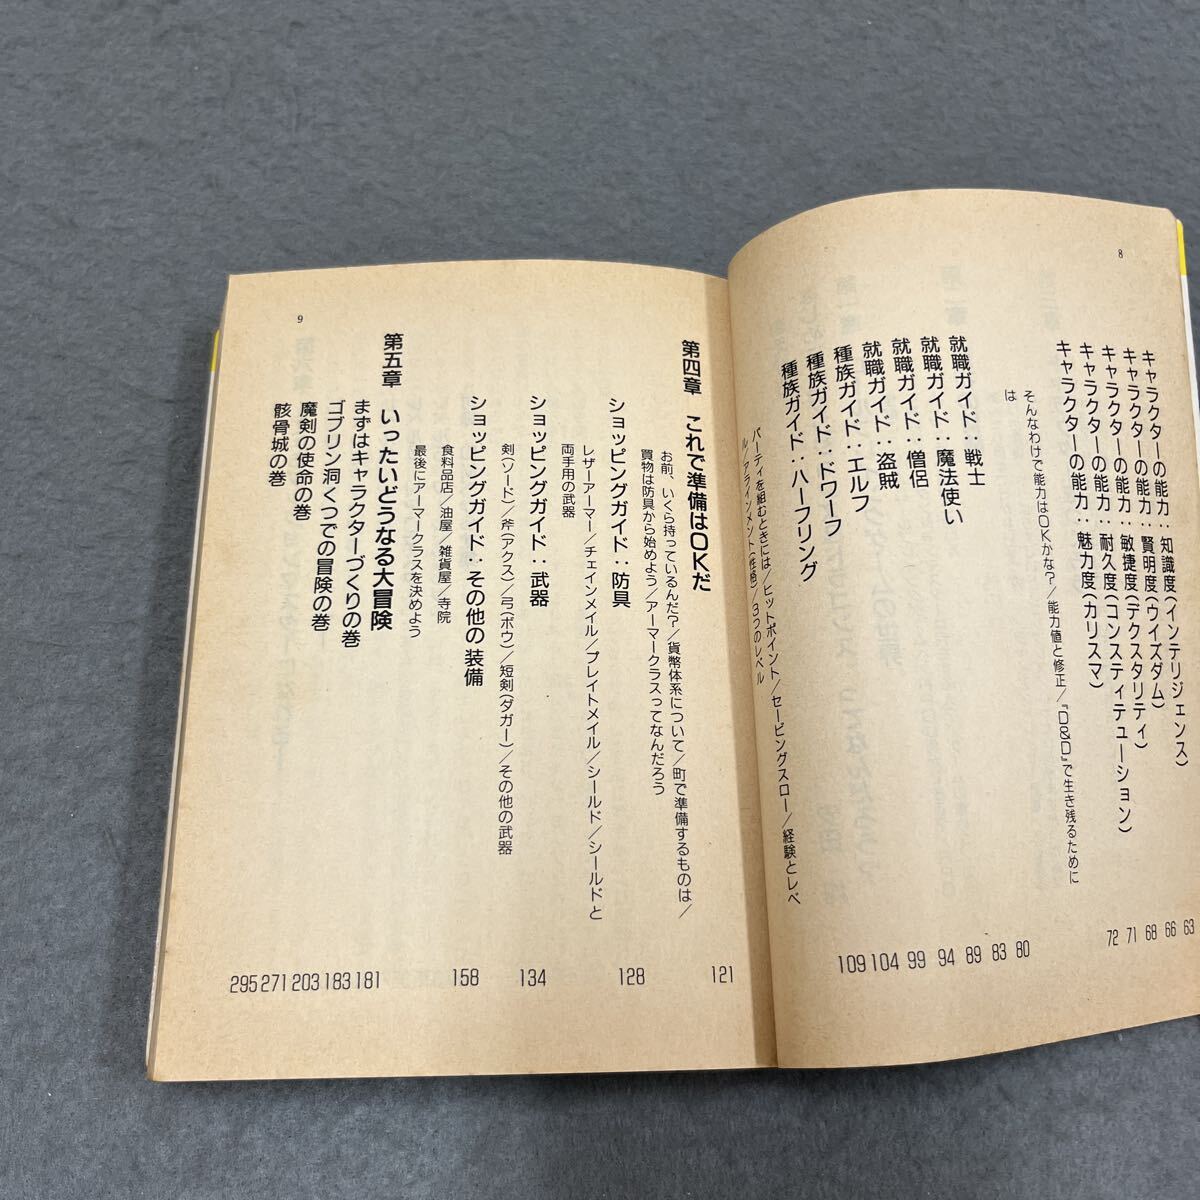 8
キャラクターの能力：知識度(インテリジェンス) 63
キャラクターの能力：賢明度(ウイズダム) 66
キャラクターの能力：敏捷度(デクスタリティ) 68
キャラクターの能力：耐久度(コンスティテューション) 71
キャラクターの能力：魅力度(カリスマ) 72
そんなわけで能力はOKかな？/能力値と修正/『D&D』で生き残るために
は
就職ガイド：戦士 80
就職ガイド：魔法使い 83
就職ガイド：僧侶 89
就職ガイド：盗賊 94
種族ガイド：エルフ 99
種族ガイド：ドワーフ 104
種族ガイド：ハーフリング 109
パーティを組むときには/ヒットポイント/セービングスロー/経験とレベ
ル/アラインメント(性格)/3つのレベル
9
第四章 これで準備はOKだ 121
お前、いくら持っているんだ？/貨幣体系について/町で準備するものは/
買物は防具から始めよう/アーマークラスってなんだろう
ショッピングガイド：防具 128
レザーアーマー/チェインメイル/プレイトメイル/シールド/シールドと
両手用の武器
ショッピングガイド：武器 134
剣(ソード)/斧(アクス)/弓(ボウ)/短剣(ダガー)/その他の武器
ショッピングガイド：その他の装備 158
食料品店/油屋/雑貨屋/寺院
最後にアーマークラスを決めよう
第五章 いったいどうなる大冒険 181
まずはキャラクターづくりの巻 183
ゴブリン洞くつでの冒険の巻 203
魔剣の使命の巻 271
骸骨城の巻 295